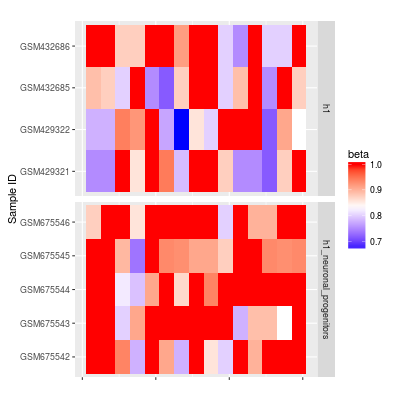 Sample ID
GSM432686
GSM432685
GSM429322
GSM429321
h1
GSM675546
GSM675545
GSM675544
GSM675543
GSM675542
h1_neuronal_progenitors
beta
1.0
0.9
0.8
0.7